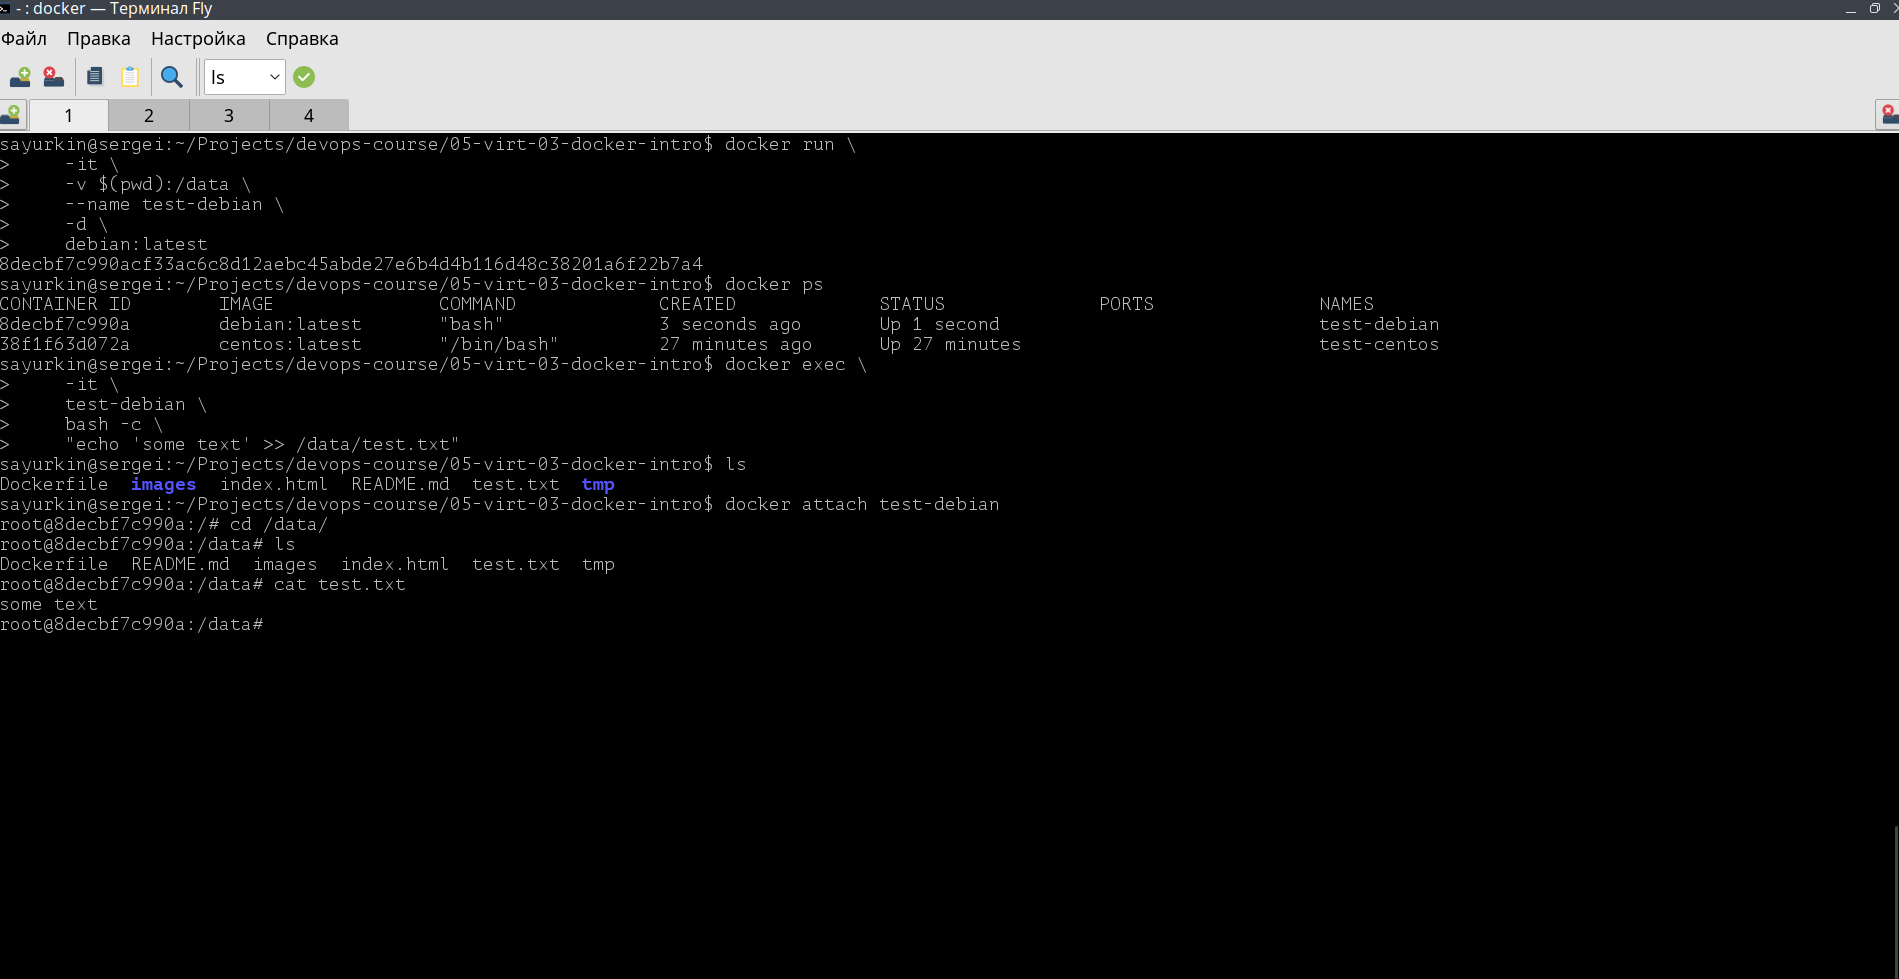 - : docker — Терминал Fly
Файл Правка Настройка Справка
ls
1 2 3 4
sayurkin@sergei:~/Projects/devops-course/05-virt-03-docker-intro$ docker run \
> -it \
> -v $(pwd):/data \
> --name test-debian \
> -d \
> debian:latest
8decbf7c990acf33ac6c8d12aebc45abde27e6b4d4b116d48c38201a6f22b7a4
sayurkin@sergei:~/Projects/devops-course/05-virt-03-docker-intro$ docker ps
CONTAINER ID IMAGE COMMAND CREATED STATUS PORTS NAMES
8decbf7c990a debian:latest "bash" 3 seconds ago Up 1 second test-debian
38f1f63d072a centos:latest "/bin/bash" 27 minutes ago Up 27 minutes test-centos
sayurkin@sergei:~/Projects/devops-course/05-virt-03-docker-intro$ docker exec \
> -it \
> test-debian \
> bash -c \
> "echo 'some text' >> /data/test.txt"
sayurkin@sergei:~/Projects/devops-course/05-virt-03-docker-intro$ ls
Dockerfile images index.html README.md test.txt tmp
sayurkin@sergei:~/Projects/devops-course/05-virt-03-docker-intro$ docker attach test-debian
root@8decbf7c990a:/# cd /data/
root@8decbf7c990a:/data# ls
Dockerfile README.md images index.html test.txt tmp
root@8decbf7c990a:/data# cat test.txt
some text
root@8decbf7c990a:/data#